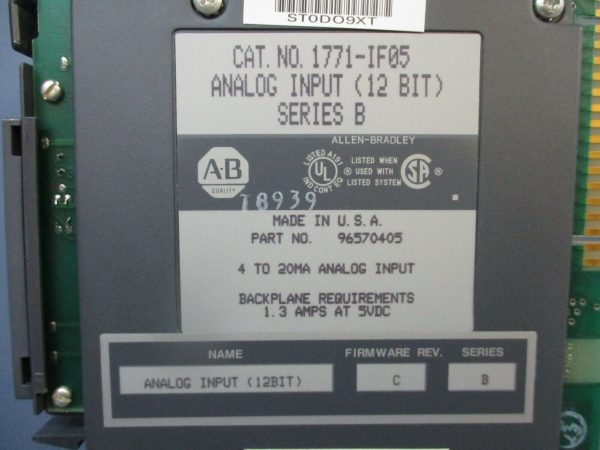 ST0D09XT
CAT. NO. 1771-IF05
ANALOG INPUT (12 BIT)
SERIES B
ALLEN-BRADLEY
A-B
QUALITY
LISTED A191
UL
IND CONT EQ
®
LISTED WHEN
USED WITH
LISTED SYSTEM
SA
®
18939
MADE IN U.S.A.
PART NO. 96570405
4 TO 20MA ANALOG INPUT
BACKPLANE REQUIREMENTS
1.3 AMPS AT 5VDC
NAME FIRMWARE REV. SERIES
ANALOG INPUT (12BIT) C B